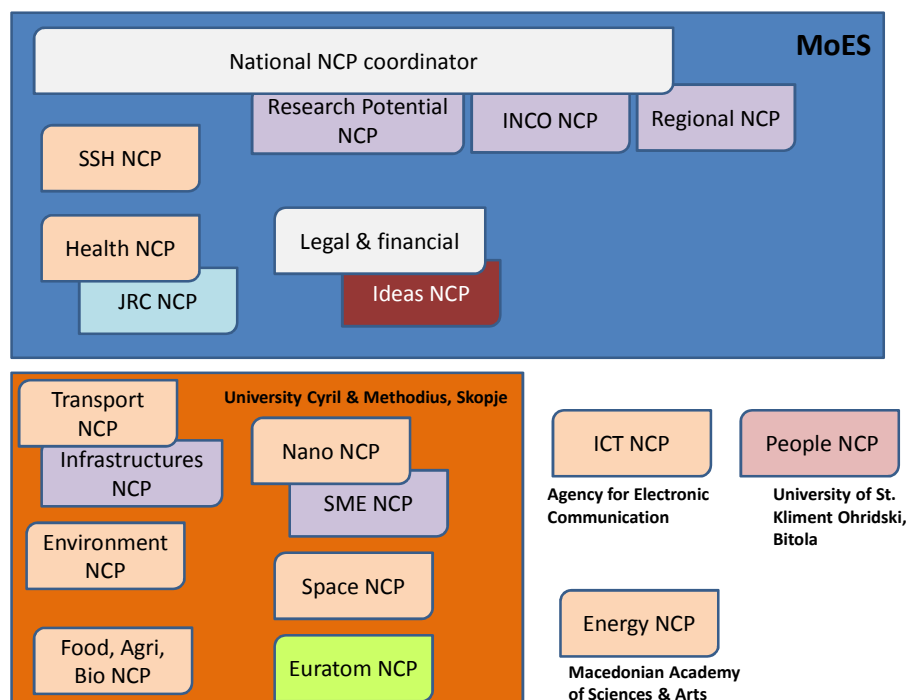 MoES
National NCP coordinator
Research Potential
NCP
INCO NCP
Regional NCP
SSH NCP
Health NCP
JRC NCP
Legal & financial
Ideas NCP
University Cyril & Methodius, Skopje
Transport
NCP
Infrastructures
NCP
Environment
NCP
Food, Agri,
Bio NCP
Nano NCP
SME NCP
Space NCP
Euratom NCP
ICT NCP
Agency for Electronic
Communication
People NCP
University of St.
Kliment Ohridski,
Bitola
Energy NCP
Macedonian Academy
of Sciences & Arts